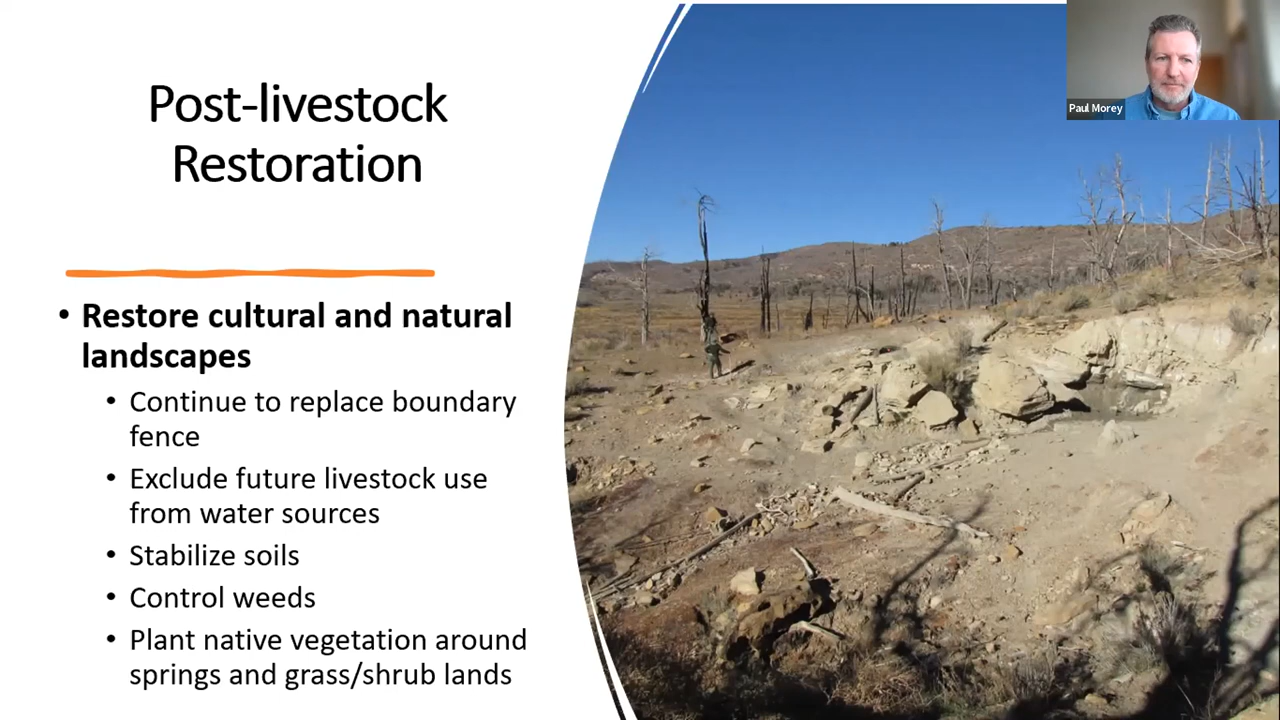 Post-livestock
Restoration
• Restore cultural and natural
landscapes
• Continue to replace boundary
fence
• Exclude future livestock use
from water sources
• Stabilize soils
• Control weeds
• Plant native vegetation around
springs and grass/shrub lands
Paul Morey